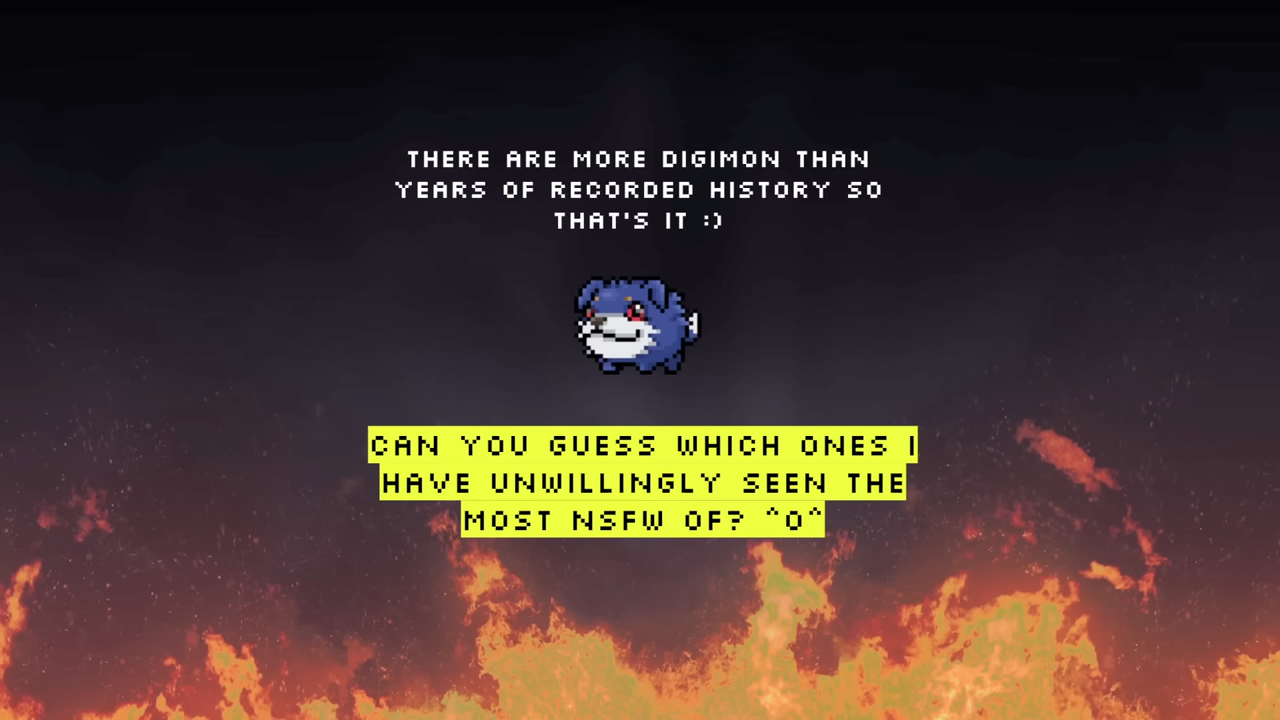 THERE ARE MORE DIGIMON THAN
YEARS OF RECORDED HISTORY SO
THAT'S IT :)
CAN YOU GUESS WHICH ONES I
HAVE UNWILLINGLY SEEN THE
MOST NSFW OF? ^O^